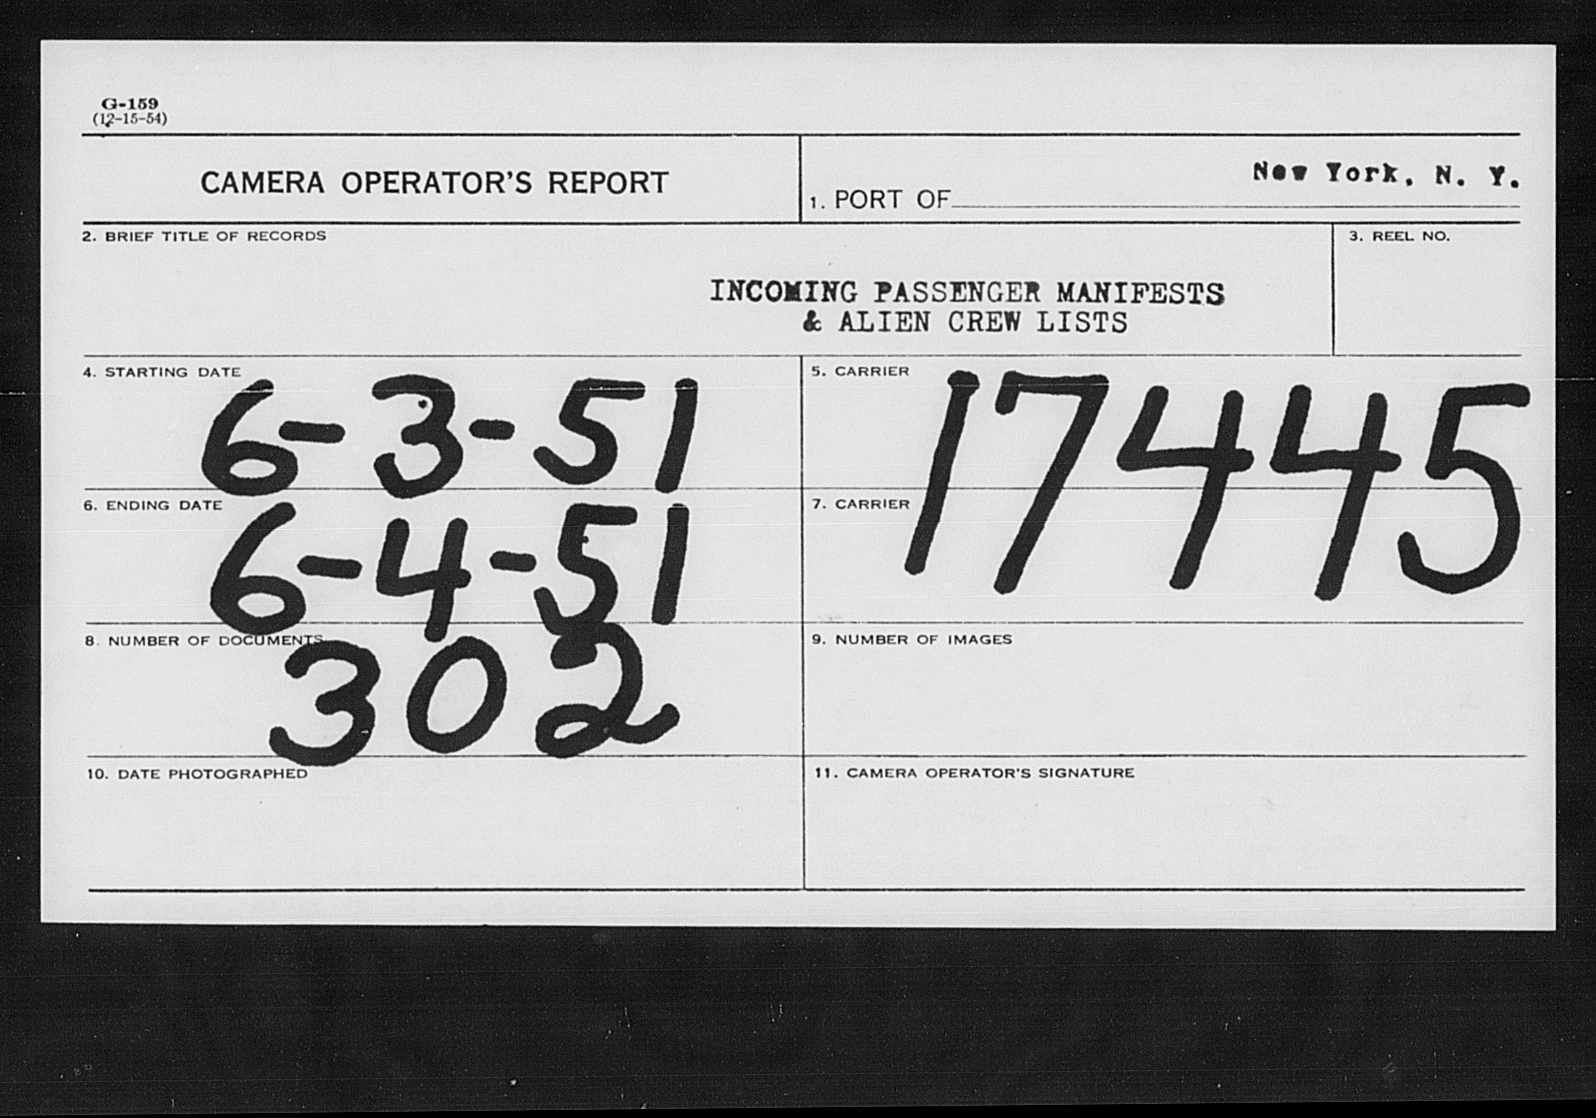 G-159
(12-15-54)
CAMERA OPERATOR'S REPORT
1. PORT OF New York, N. Y.
2. BRIEF TITLE OF RECORDS
3. REEL NO.
INCOMING PASSENGER MANIFESTS
& ALIEN CREW LISTS
4. STARTING DATE
6-3-51
5. CARRIER
17445
6. ENDING DATE
6-4-51
7. CARRIER
8. NUMBER OF DOCUMENTS
302
9. NUMBER OF IMAGES
10. DATE PHOTOGRAPHED
11. CAMERA OPERATOR'S SIGNATURE